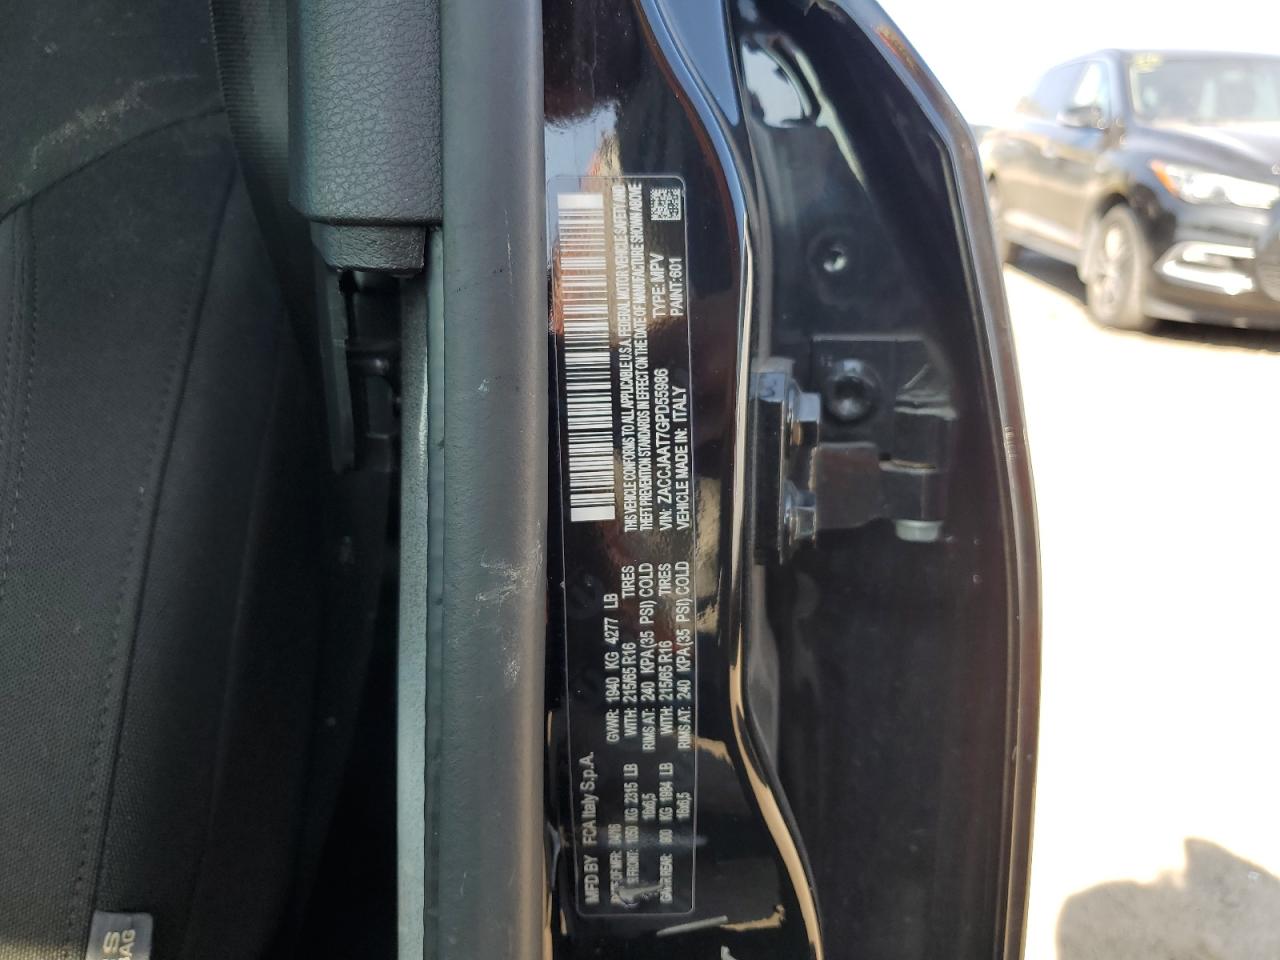 MFD BY FCA Italy S.p.A.
OF MFR: GVWR: 1940 KG 4277 LB
FRONT: 1050 KG 2315 LB WITH: 215/65 R16 TIRES
16x6,5 RIMS AT: 240 KPA(35 PSI) COLD
REAR: 900 KG 1984 LB WITH: 215/65 R16 TIRES
16x6,5 RIMS AT: 240 KPA(35 PSI) COLD
THIS VEHICLE CONFORMS TO ALL APPLICABLE U.S.A. FEDERAL MOTOR VEHICLE SAFETY AND
THEFT PREVENTION STANDARDS IN EFFECT ON THE DATE OF MANUFACTURE SHOWN ABOVE
VIN: ZACCJAAT7GPD55986 TYPE: MPV
VEHICLE MADE IN: ITALY PAINT:601
S
BAG